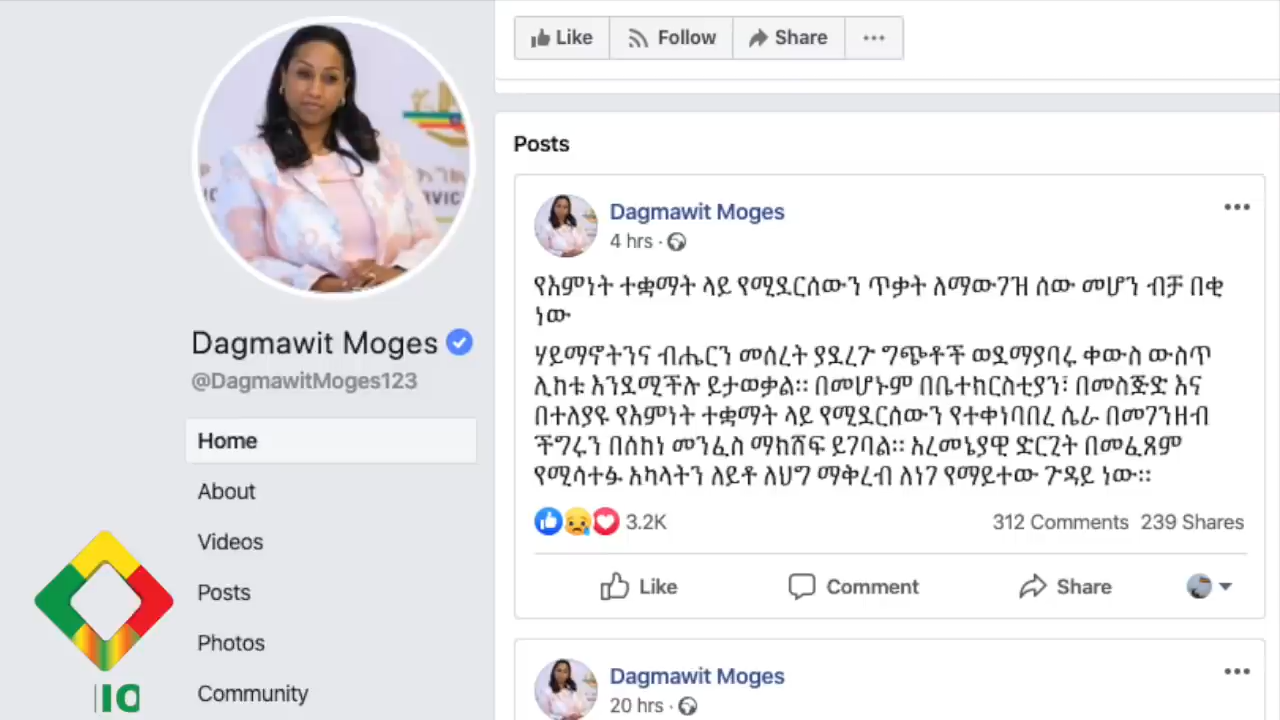 Like Follow Share
Posts
Dagmawit Moges
4 hrs
የእምነት ተቋማት ላይ የሚደርሰውን ጥቃት ለማውገዝ ሰው መሆን ብቻ በቂ
ነው
ሃይማኖትንና ብሔርን መሰረት ያደረጉ ግጭቶች ወደማያባሩ ቀውስ ውስጥ
ሊከቱ እንደሚችሉ ይታወቃል። በመሆኑም በቤተክርስቲያን፣ በመስጅድ እና
በተለያዩ የእምነት ተቋማት ላይ የሚደርሰውን የተቀነባበረ ሴራ በመገንዘብ
ችግሩን በሰከነ መንፈስ ማክሸፍ ይገባል። አረመኔያዊ ድርጊት በመፈጸም
የሚሳተፉ አካላትን ለይቶ ለህግ ማቅረብ ለነገ የማይተው ጉዳይ ነው።
3.2K 312 Comments 239 Shares
Like Comment Share
Dagmawit Moges
20 hrs
Dagmawit Moges
@DagmawitMoges123
Home
About
Videos
Posts
Photos
Community